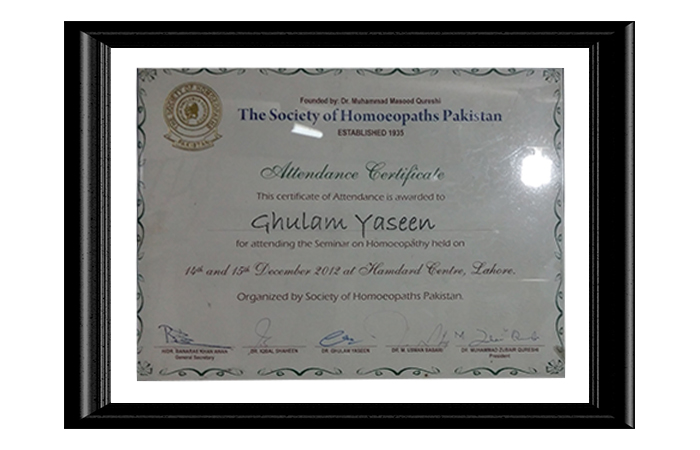 Founded by: Dr. Muhammad Masood Qureshi
The Society of Homoeopaths Pakistan
ESTABLISHED 1935
Attendance Certificate
This certificate of Attendance is awarded to
Ghulam Yaseen
for attending the Seminar on Homoeopathy held on
14th and 15th December 2012 at Hamdard Centre, Lahore.
Organized by Society of Homoeopaths Pakistan.
DR. IQBAL SHAHEEN
DR. GHULAM YASEEN
DR. M. USMAN
DR. MUHAMMAD ZUBAIR QURESHI
General Secretary
President
PAKISTAN